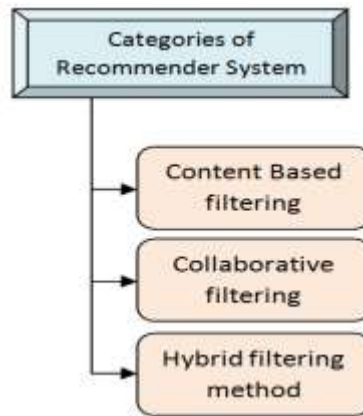 Categories of
Recommender System
Content Based
filtering
Collaborative
filtering
Hybrid filtering
method